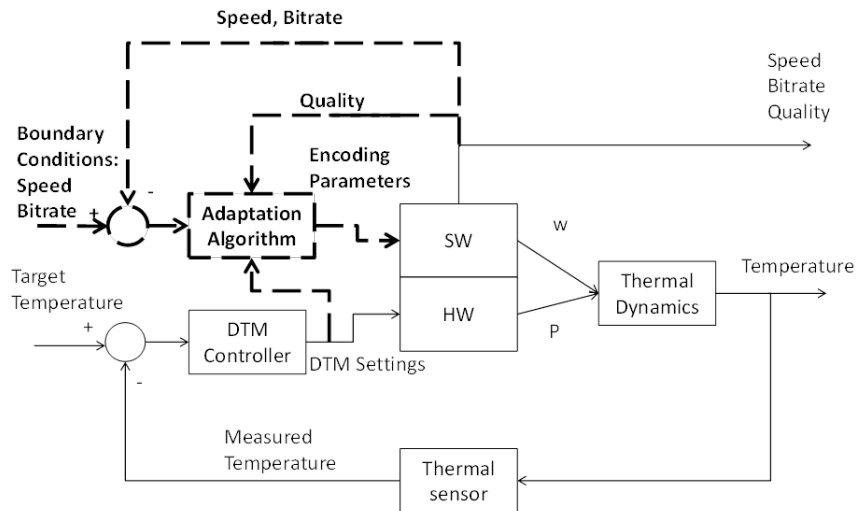 Speed, Bitrate
Speed
Bitrate
Quality
Quality
Boundary
Conditions:
Speed
Bitrate
+
-
Encoding
Parameters
Adaptation
Algorithm
SW
w
HW
P
Thermal
Dynamics
Temperature
Target
Temperature
+
-
DTM
Controller
DTM Settings
Measured
Temperature
Thermal
sensor